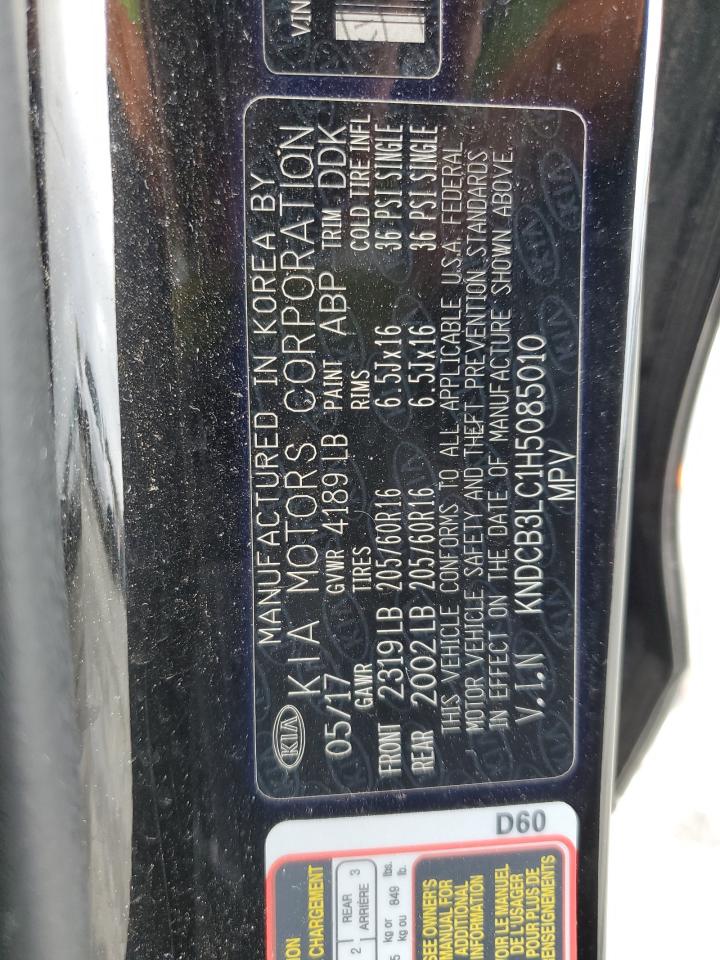 VIN
KIA
MANUFACTURED IN KOREA BY
KIA MOTORS CORPORATION
05/17 GVWR 4189 LB PAINT ABP TRIM DDK
GAWR TIRES RIMS COLD TIRE INFL
FRONT 2319 LB 205/60R16 6.5Jx16 36 PSI SINGLE
REAR 2002 LB 205/60R16 6.5Jx16 36 PSI SINGLE
THIS VEHICLE CONFORMS TO ALL APPLICABLE U.S.A. FEDERAL
MOTOR VEHICLE SAFETY AND THEFT PREVENTION STANDARDS
IN EFFECT ON THE DATE OF MANUFACTURE SHOWN ABOVE.
V.I.N KNDCB3LC1H5085010
MPV
CHARGEMENT
2 REAR 3
ARRIÈRE
kg or 849 lbs.
kg ou lb.
D60
SEE OWNER'S
MANUAL FOR
ADDITIONAL
INFORMATION
VOIR LE MANUEL
DE L'USAGER
POUR PLUS DE
RENSEIGNEMENTS